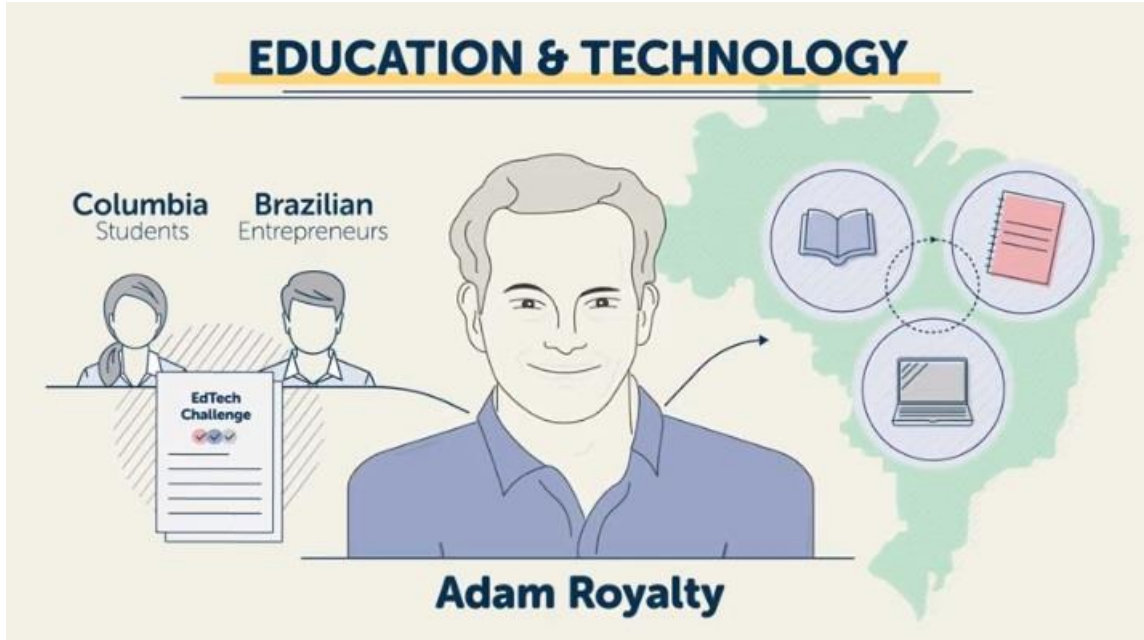 EDUCATION & TECHNOLOGY
Columbia
Students
Brazilian
Entrepreneurs
EdTech
Challenge
Adam Royalty